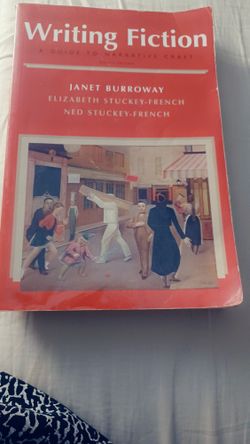 Writing Fiction
A GUIDE TO NARRATIVE CRAFT
JANET BURROWAY
ELIZABETH STUCKEY-FRENCH
NED STUCKEY-FRENCH